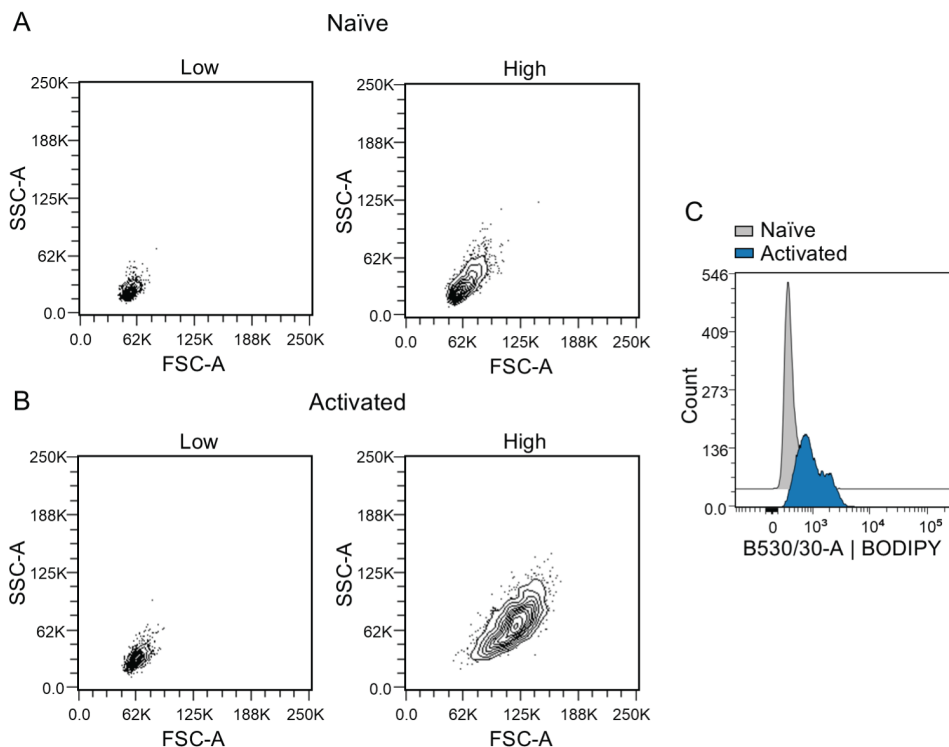 A
Naïve
Low
High
250K
188K
125K
62K
0.0
SSC-A
0.0
62K
125K
188K
250K
FSC-A
250K
188K
125K
62K
0.0
SSC-A
0.0
62K
125K
188K
250K
FSC-A
B
Activated
Low
High
250K
188K
125K
62K
0.0
SSC-A
0.0
62K
125K
188K
250K
FSC-A
250K
188K
125K
62K
0.0
SSC-A
0.0
62K
125K
188K
250K
FSC-A
C
Naïve
Activated
546
409
273
136
0.0
Count
0
10³
10⁴
10⁵
B530/30-A | BODIPY